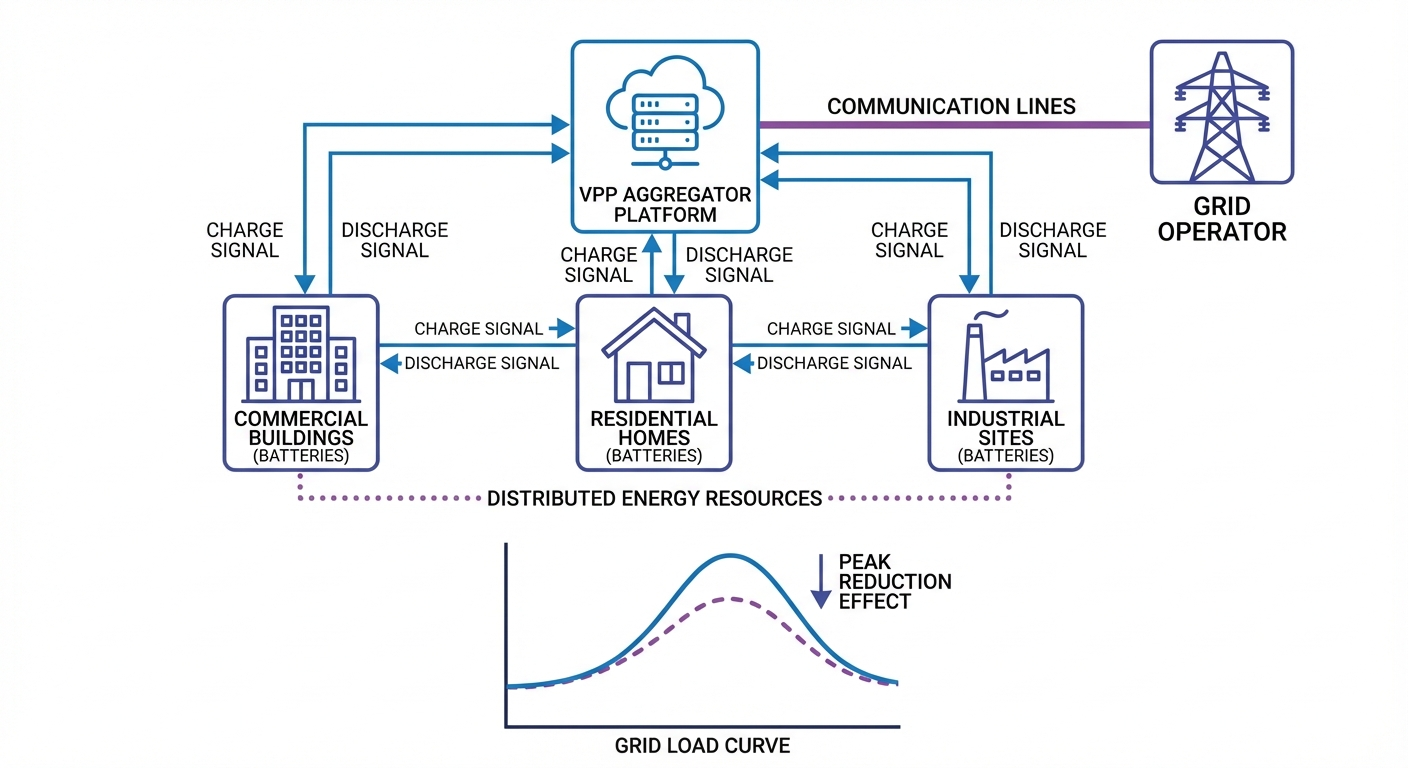 COMMUNICATION LINES
VPP AGGREGATOR
PLATFORM
GRID
OPERATOR
CHARGE
SIGNAL
DISCHARGE
SIGNAL
CHARGE
SIGNAL
DISCHARGE
SIGNAL
CHARGE
SIGNAL
DISCHARGE
SIGNAL
CHARGE SIGNAL
DISCHARGE SIGNAL
CHARGE SIGNAL
DISCHARGE SIGNAL
COMMERCIAL
BUILDINGS
(BATTERIES)
RESIDENTIAL
HOMES
(BATTERIES)
INDUSTRIAL
SITES
(BATTERIES)
DISTRIBUTED ENERGY RESOURCES
PEAK
REDUCTION
EFFECT
GRID LOAD CURVE